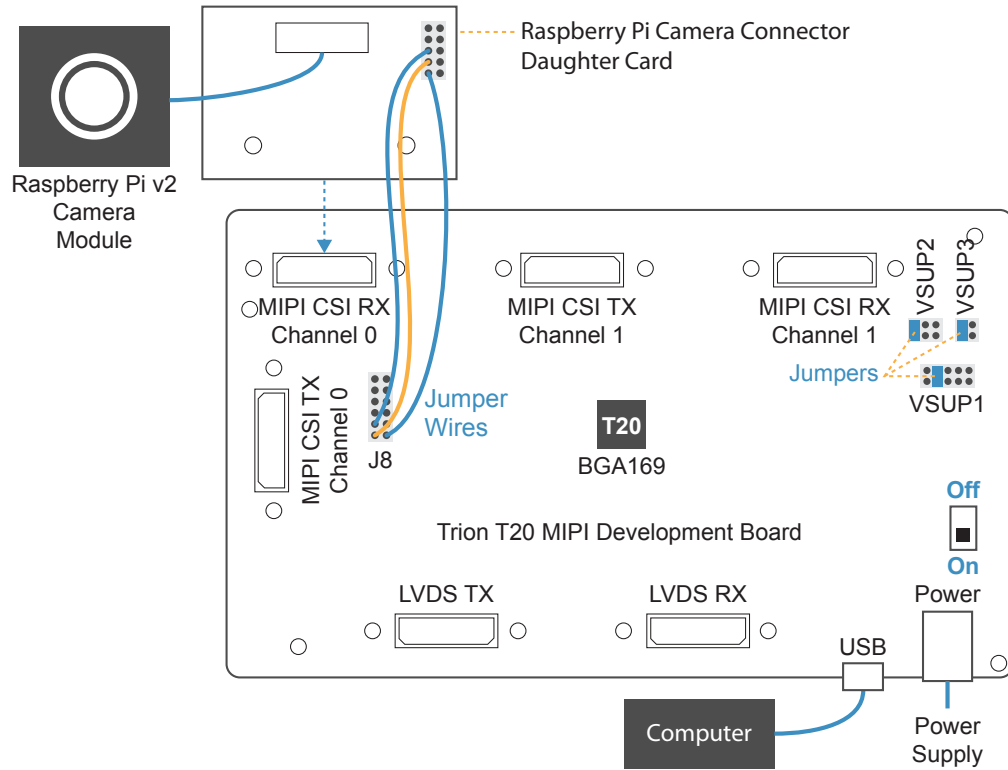 Raspberry Pi Camera Connector
Daughter Card
Raspberry Pi v2
Camera
Module
MIPI CSI RX
Channel 0
MIPI CSI TX
Channel 1
MIPI CSI RX
Channel 1
VSUP2
VSUP3
Jumpers
VSUP1
MIPI CSI TX
Channel 0
Jumper
Wires
J8
T20
BGA169
Off
On
Trion T20 MIPI Development Board
LVDS TX
LVDS RX
Power
USB
Computer
Power
Supply